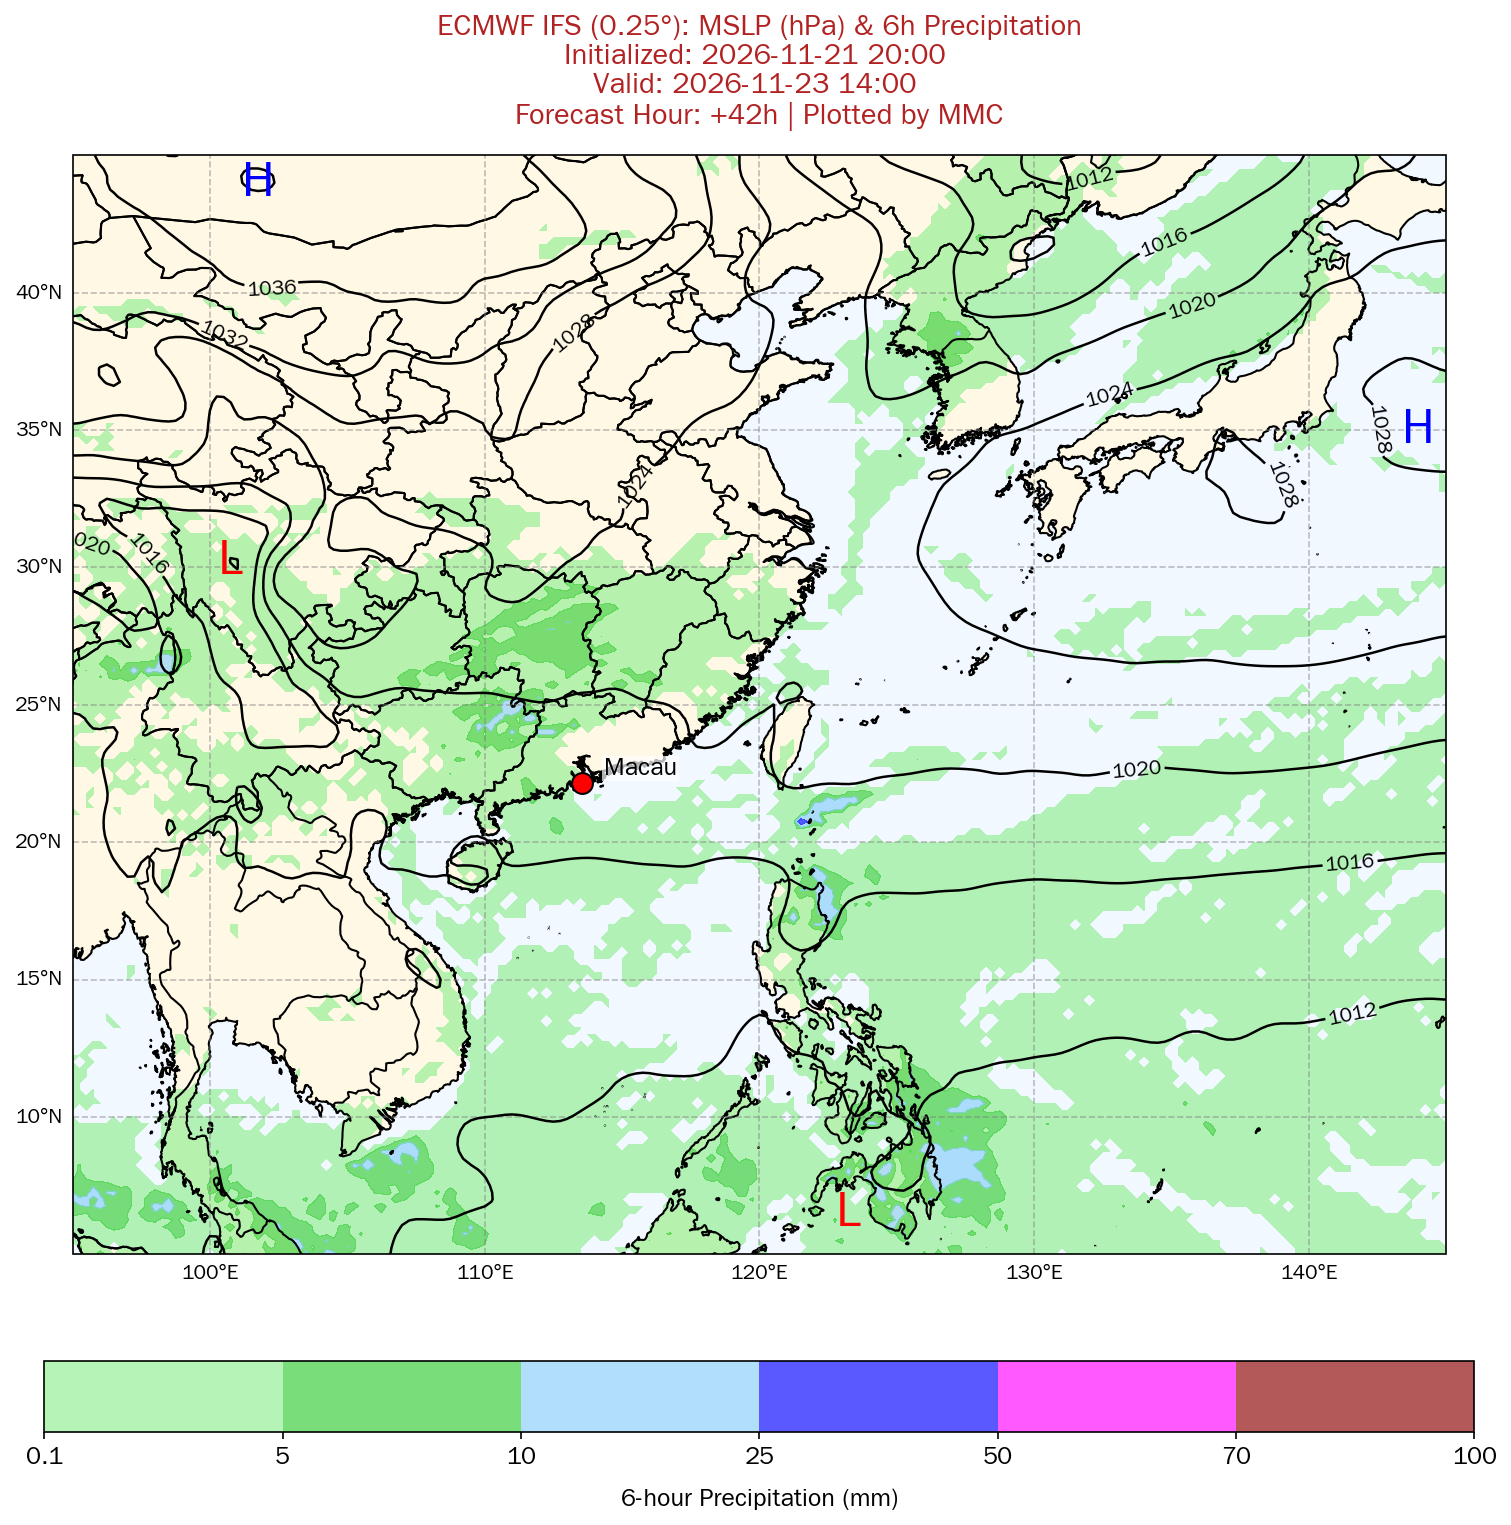 ECMWF IFS (0.25°): MSLP (hPa) & 6h Precipitation
Initialized: 2026-11-21 20:00
Valid: 2026-11-23 14:00
Forecast Hour: +42h | Plotted by MMC
H
1012
1016
1036
40°N
1020
1032
1028
1024
35°N
1028
H
1024
1028
020
1016
L
30°N
25°N
Macau
1020
20°N
1016
15°N
1012
10°N
L
100°E 110°E 120°E 130°E 140°E
0.1 5 10 25 50 70 100
6-hour Precipitation (mm)